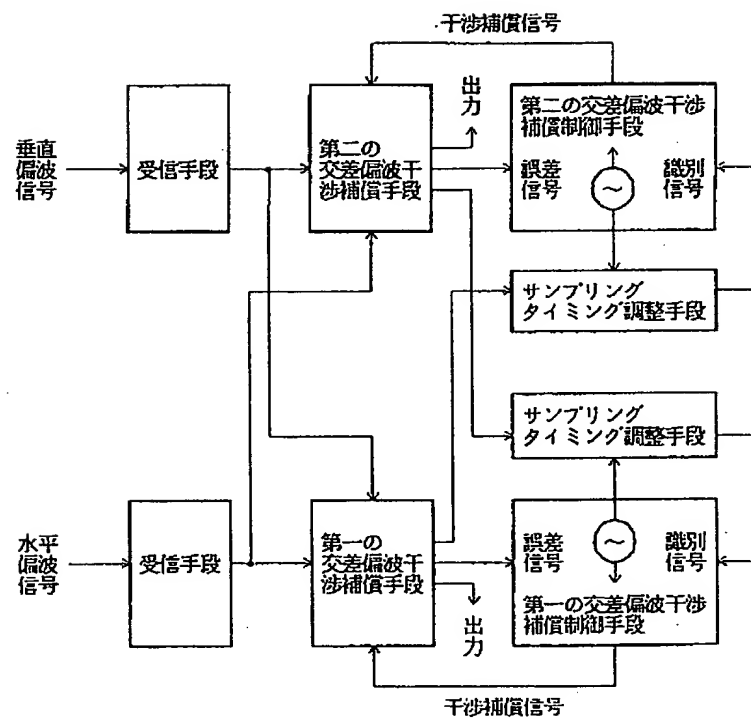 干渉補償信号
垂直
偏波
信号
受信手段
第二の
交差偏波干
渉補償手段
出
力
第二の交差偏波干渉
補償制御手段
誤差
信号
～
識別
信号
サンプリング
タイミング調整手段
サンプリング
タイミング調整手段
水平
偏波
信号
受信手段
第一の
交差偏波干
渉補償手段
出
力
誤差
信号
～
識別
信号
第一の交差偏波干渉
補償制御手段
干渉補償信号